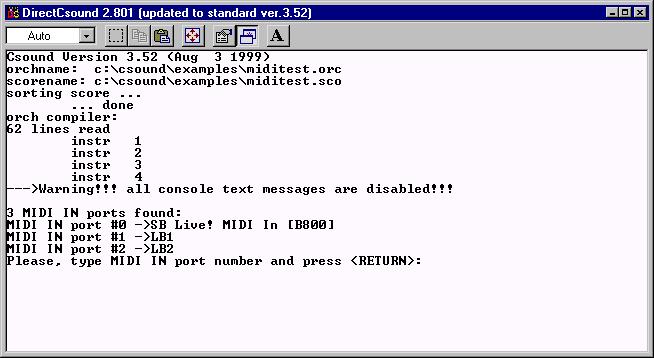 DirectCsound 2.801 (updated to standard ver.3.52)
Auto
A
Csound Version 3.52 (Aug  3 1999)
orchname:  c:\csound\examples\miditest.orc
scorename: c:\csound\examples\miditest.sco
sorting score ...
        ... done
orch compiler:
62 lines read
        instr   1
        instr   2
        instr   3
        instr   4
--->Warning!!! all console text messages are disabled!!!
3 MIDI IN ports found:
MIDI IN port #0 ->SB Live! MIDI In [B800]
MIDI IN port #1 ->LB1
MIDI IN port #2 ->LB2
Please, type MIDI IN port number and press <RETURN>: